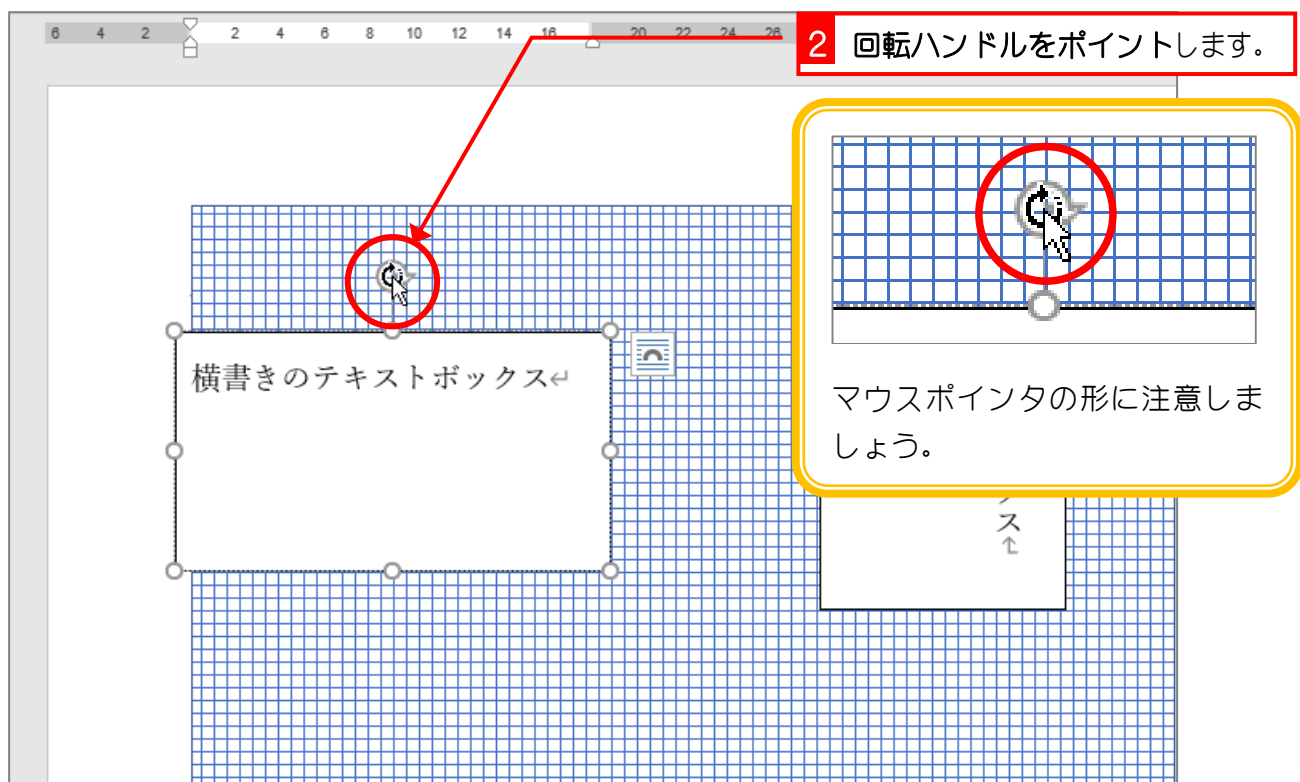 6 4 2 2 4 6 8 10 12 14 16 20 22 24 26
2 回転ハンドルをポイントします。
マウスポインタの形に注意しま
しょう。
横書きのテキストボックス↵
ス